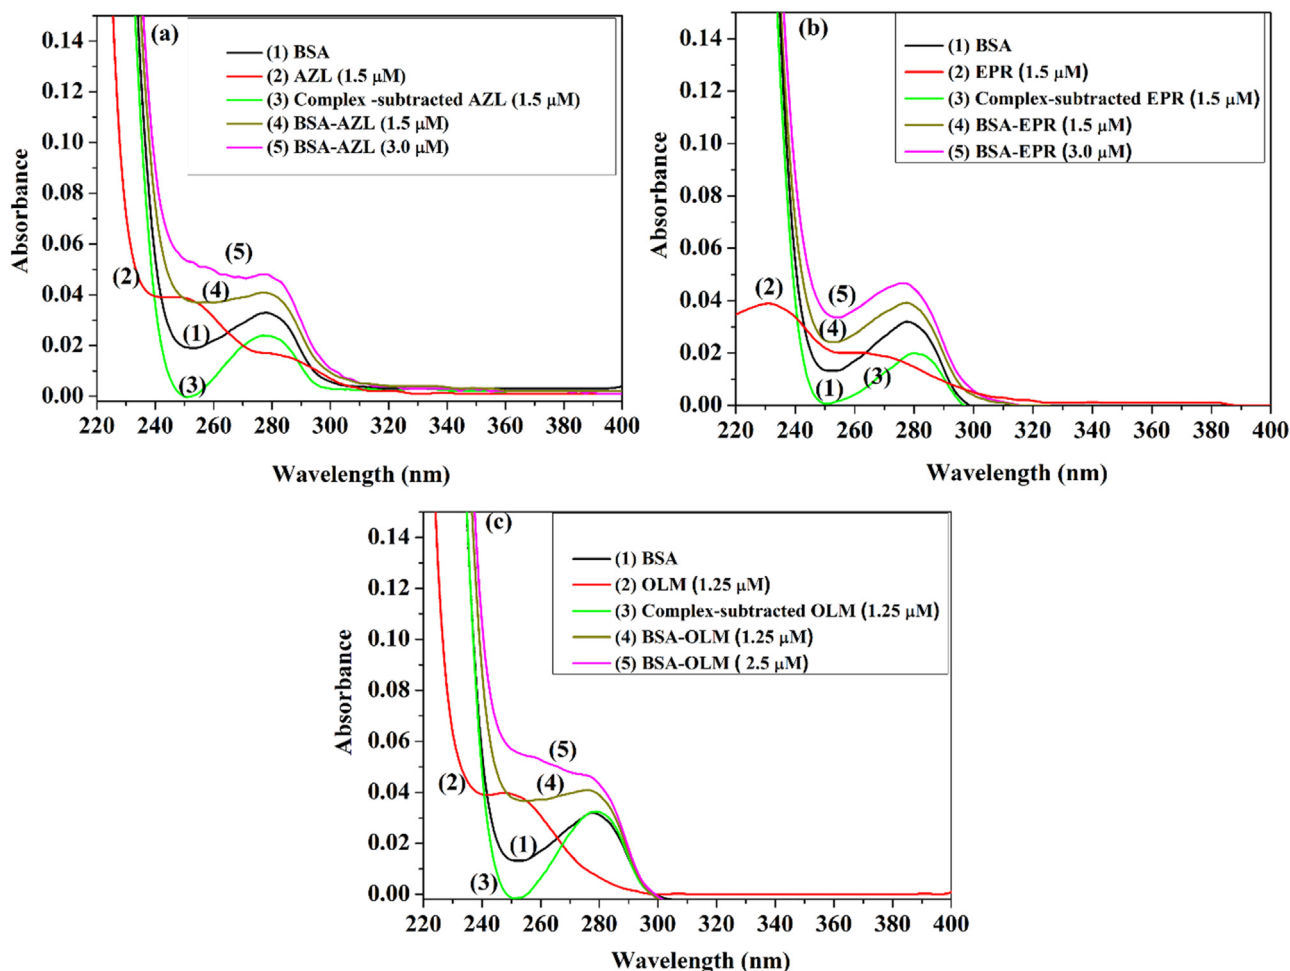 (a)
(1) BSA
(2) AZL (1.5 μM)
(3) Complex -subtracted AZL (1.5 μM)
(4) BSA-AZL (1.5 μM)
(5) BSA-AZL (3.0 μM)
0.14
0.12
0.10
0.08
0.06
0.04
0.02
0.00
Absorbance
(5)
(2)
(4)
(1)
(3)
220 240 260 280 300 320 340 360 380 400
Wavelength (nm)
(b)
(1) BSA
(2) EPR (1.5 μM)
(3) Complex-subtracted EPR (1.5 μM)
(4) BSA-EPR (1.5 μM)
(5) BSA-EPR (3.0 μM)
0.14
0.12
0.10
0.08
0.06
0.04
0.02
0.00
Absorbance
(2)
(5)
(4)
(3)
(1)
220 240 260 280 300 320 340 360 380 400
Wavelength (nm)
(c)
(1) BSA
(2) OLM (1.25 μM)
(3) Complex-subtracted OLM (1.25 μM)
(4) BSA-OLM (1.25 μM)
(5) BSA-OLM ( 2.5 μM)
0.14
0.12
0.10
0.08
0.06
0.04
0.02
0.00
Absorbance
(5)
(2)
(4)
(1)
(3)
220 240 260 280 300 320 340 360 380 400
Wavelength (nm)